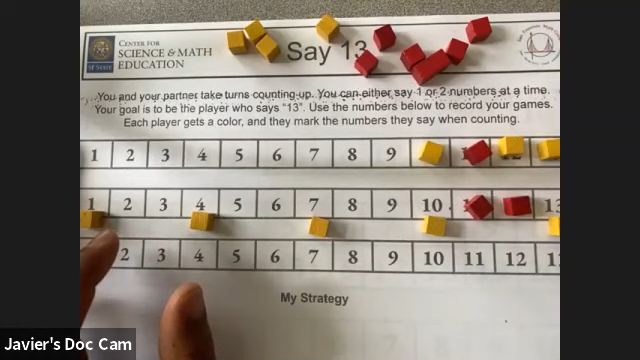 CENTER FOR
SCIENCE & MATH
EDUCATION
SF STATE
Say 13
You and your partner take turns counting up. You can either say 1 or 2 numbers at a time.
Your goal is to be the player who says "13". Use the numbers below to record your games.
Each player gets a color, and they mark the numbers they say when counting.
1 2 3 4 5 6 7 8 9
1 2 3 4 5 6 7 8 9 10 13
2 3 4 5 6 7 8 9 10 11 12
My Strategy
Javier's Doc Cam